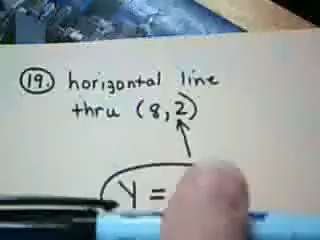 19. horizontal line
thru (8,2)
y =